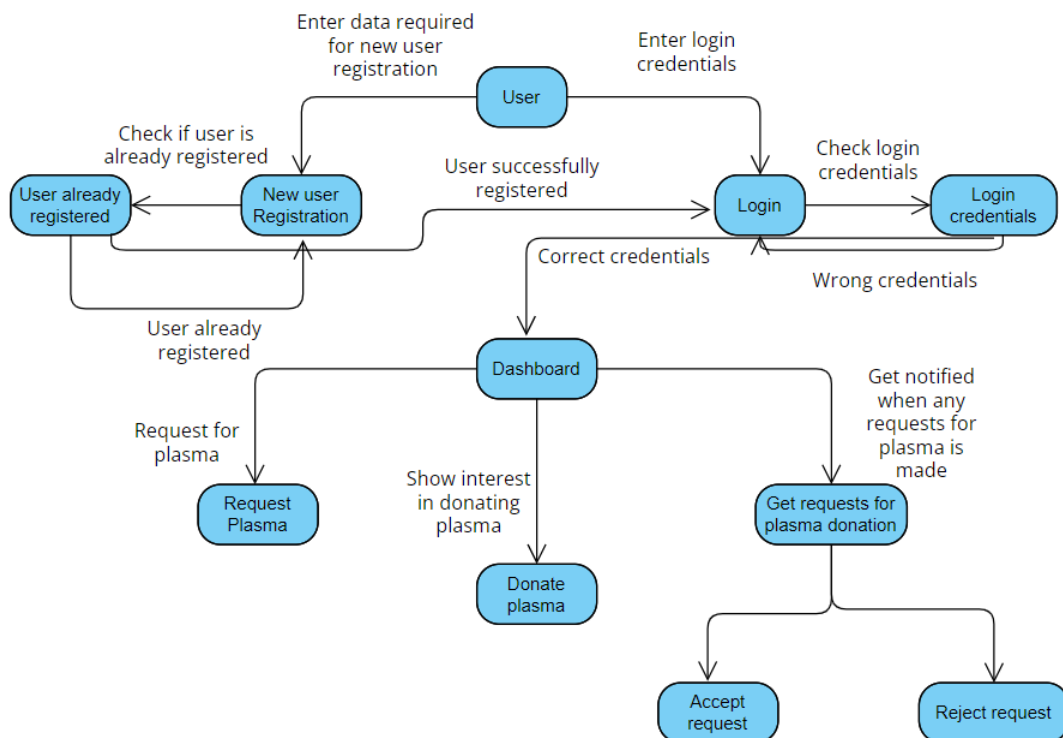 Enter data required
for new user
registration
Enter login
credentials
User
Check if user is
already registered
User successfully
registered
Check login
credentials
User already
registered
New user
Registration
Login
Login
credentials
Correct credentials
Wrong credentials
User already
registered
Dashboard
Get notified
when any
requests for
plasma is
made
Request for
plasma
Show interest
in donating
plasma
Request
Plasma
Get requests for
plasma donation
Donate
plasma
Accept
request
Reject request